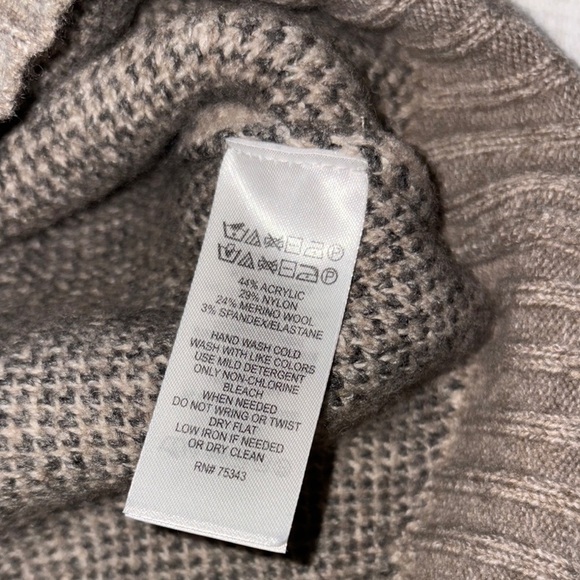 44% ACRYLIC
29% NYLON
24% MERINO WOOL
3% SPANDEX/ELASTANE
HAND WASH COLD
WASH WITH LIKE COLORS
USE MILD DETERGENT
ONLY NON-CHLORINE
BLEACH
WHEN NEEDED
DO NOT WRING OR TWIST
DRY FLAT
LOW IRON IF NEEDED
OR DRY CLEAN
RN# 75343